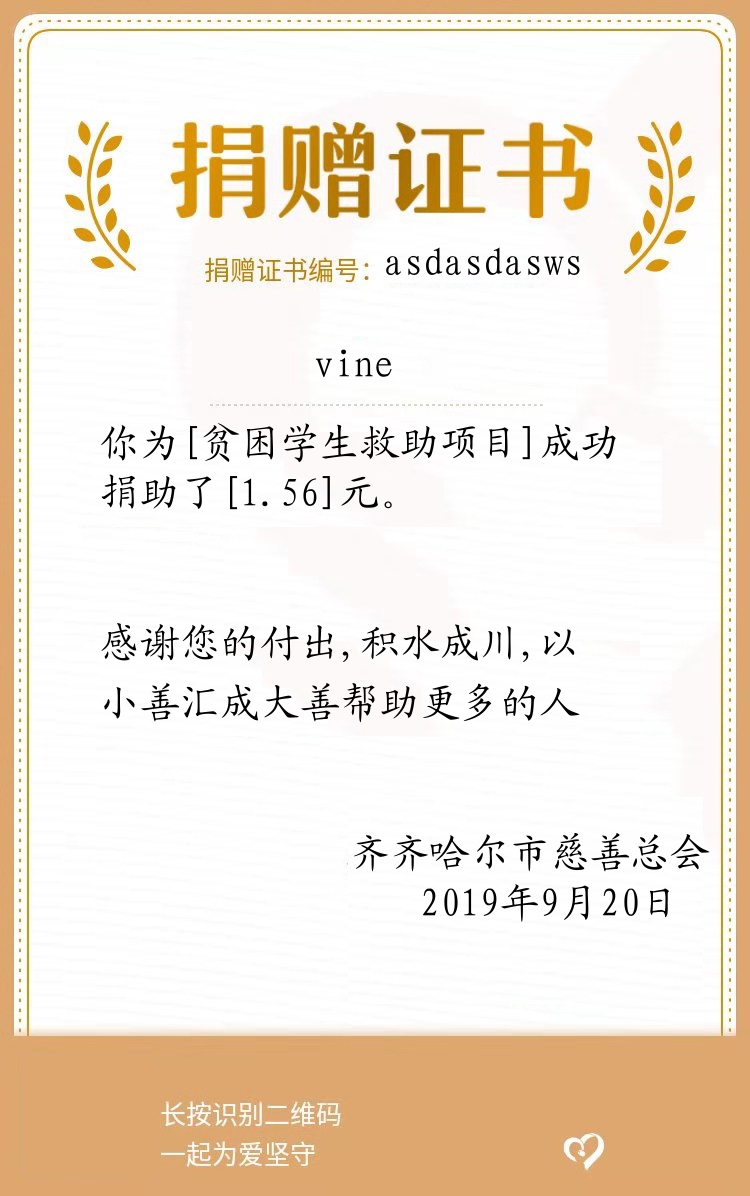 捐赠证书
捐赠证书编号：asdasdasws
vine
你为[贫困学生救助项目]成功
捐助了[1.56]元。
感谢您的付出,积水成川,以
小善汇成大善帮助更多的人
齐齐哈尔市慈善总会
2019年9月20日
长按识别二维码
一起为爱坚守